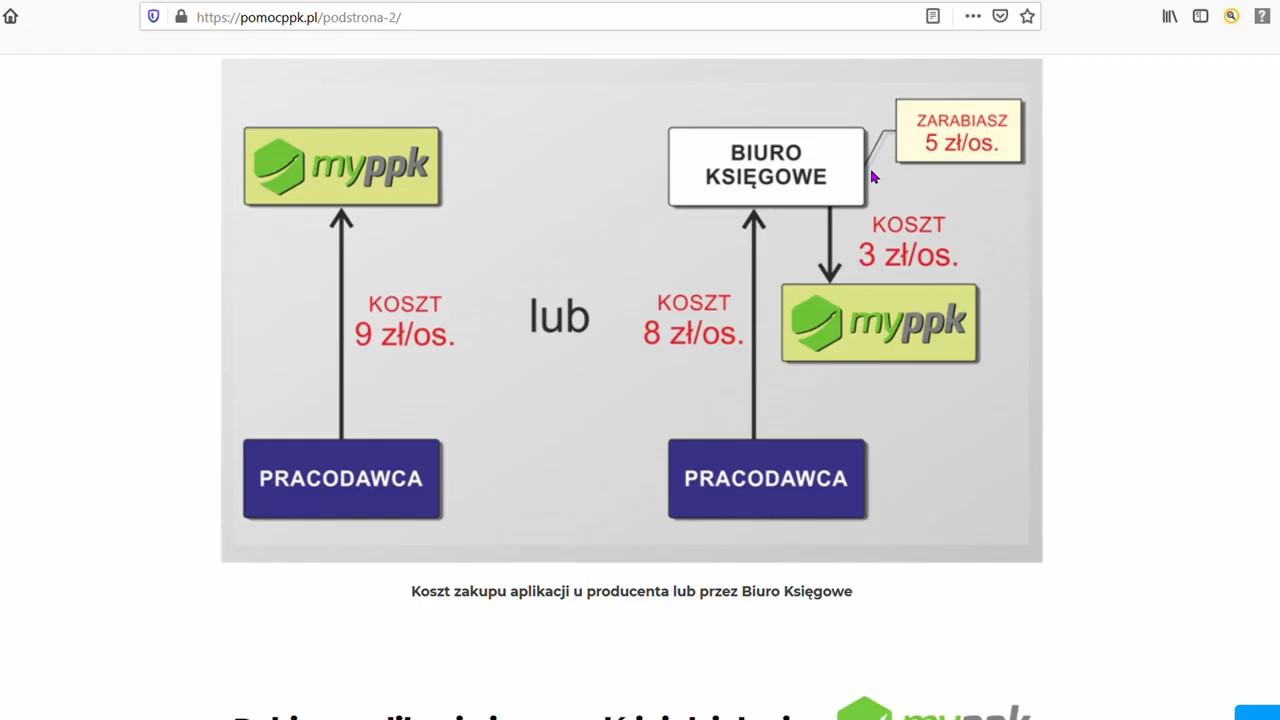 https://pomocppk.pl/podstrona-2/
myppk
KOSZT
9 zł/os.
PRACODAWCA
lub
BIURO
KSIĘGOWE
ZARABIASZ
5 zł/os.
KOSZT
8 zł/os.
KOSZT
3 zł/os.
myppk
PRACODAWCA
Koszt zakupu aplikacji u producenta lub przez Biuro Księgowe
myppk